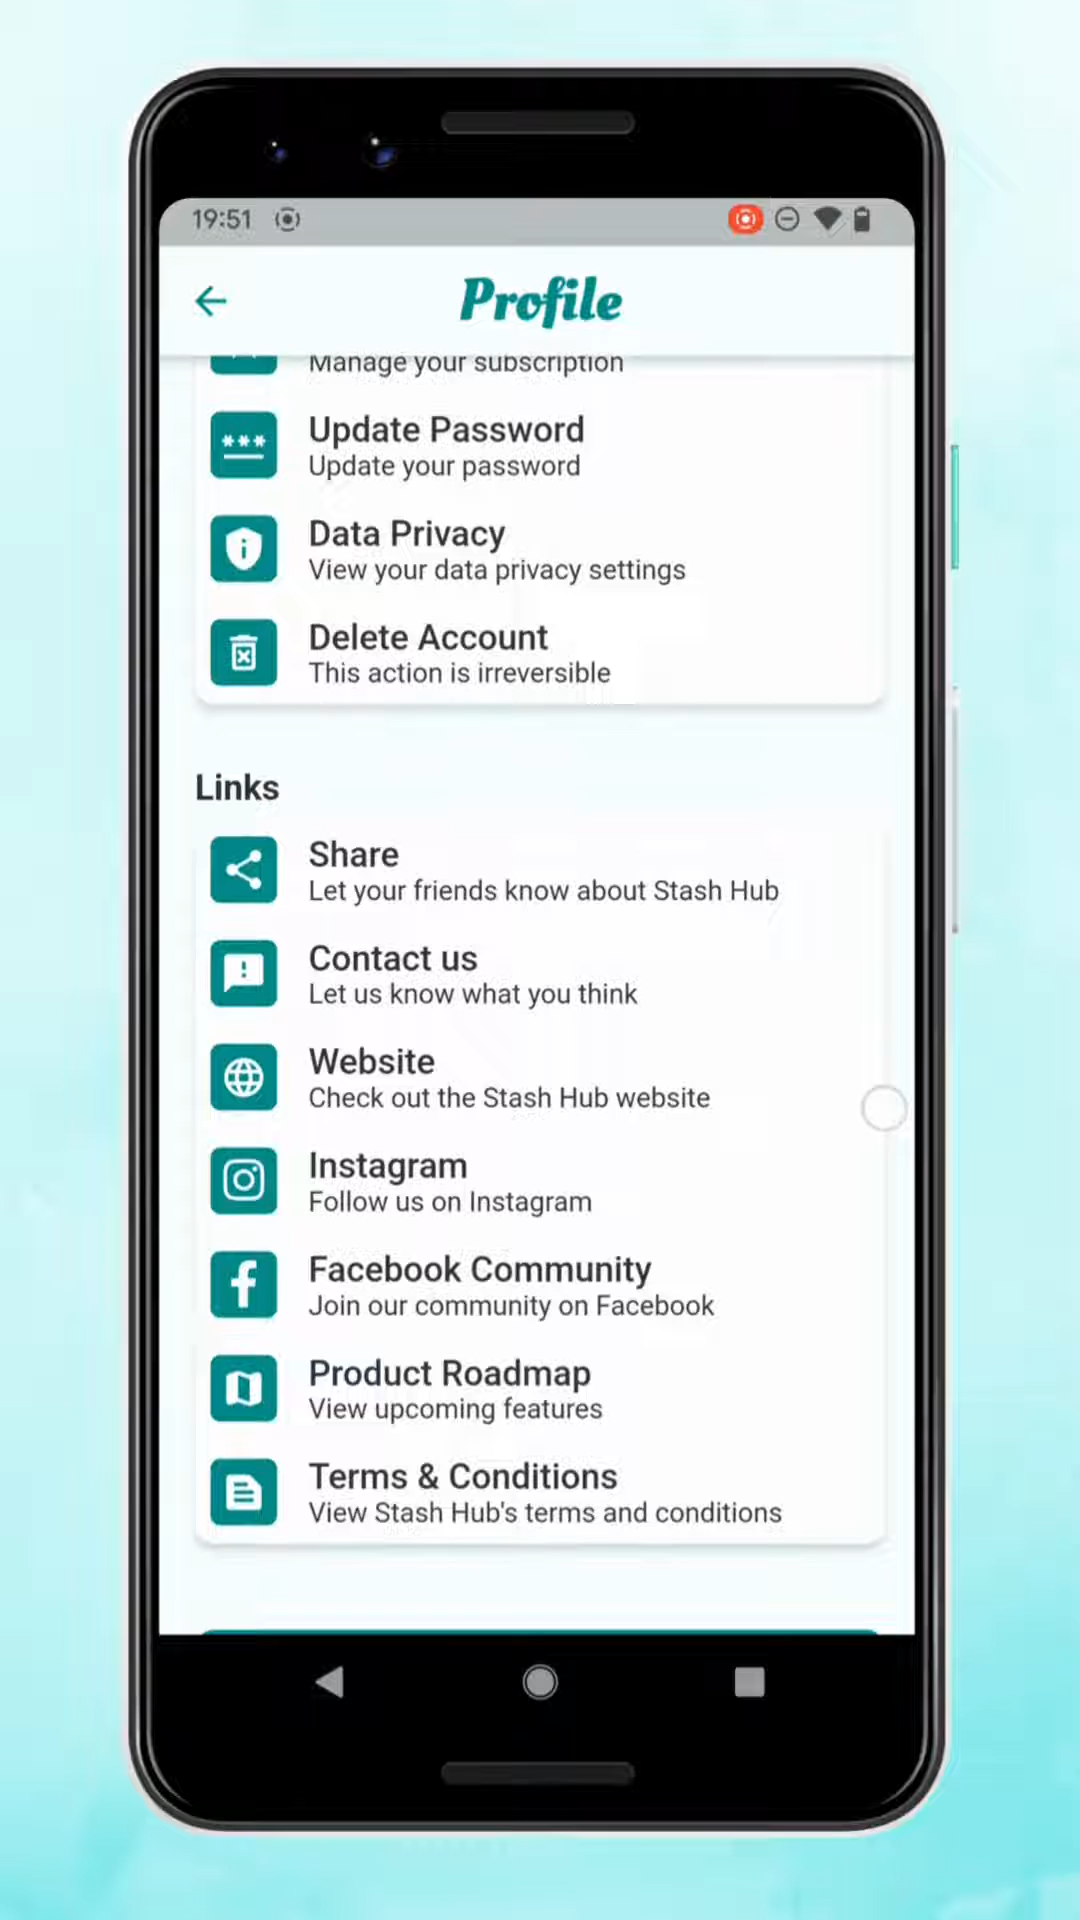 19:51
Profile
Manage your subscription
***
Update Password
Update your password
Data Privacy
View your data privacy settings
Delete Account
This action is irreversible
Links
Share
Let your friends know about Stash Hub
Contact us
Let us know what you think
Website
Check out the Stash Hub website
Instagram
Follow us on Instagram
Facebook Community
Join our community on Facebook
Product Roadmap
View upcoming features
Terms & Conditions
View Stash Hub's terms and conditions